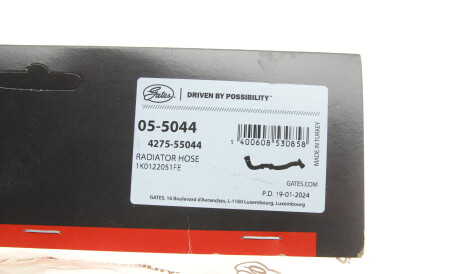 Gates
DRIVEN BY POSSIBILITY™
05-5044
4275-55044
RADIATOR HOSE
1K0122051FE
5 400608 530858
MADE IN TURKEY
GATES.COM
P.D. 19-01-2024
GATES, 16 Boulevard d'Avranches, L-1160 Luxembourg, Luxembourg